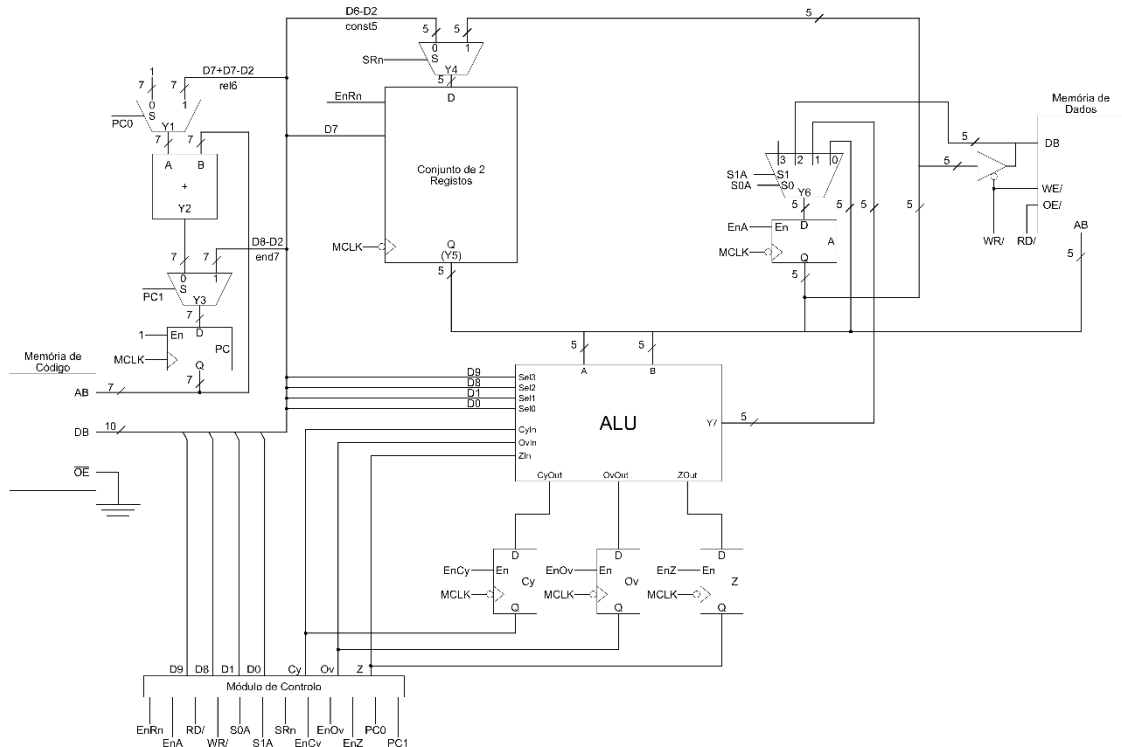 D6-D2
const5
5
5
5
5
0 1
S
SRn
Y4
5
D
EnRn
D7
Conjunto de 2
Registos
MCLK
Q
(Y5)
5
1
D7+D7-D2
rel6
7
7
0
1
S
PC0
Y1
7
7
A B
+
Y2
D8-D2
end7
7
7
0 1
S
PC1
Y3
7
1
En
D
PC
MCLK
Q
7
Memória de
Código
AB
7
DB
10
OE
Memória de
Dados
5
DB
5
WE/
OE/
WR/
RD/
AB
5
3 2 1 0
S1A
S1
S0A
S0
Y6
5
5
5
5
EnA
En
D
A
MCLK
Q
5
5
5
A
B
D9
Sel3
D8
Sel2
D1
Sel1
D0
Sel0
CyIn
OvIn
ZIn
ALU
Y7
5
CyOut
OvOut
ZOut
D
EnCy
En
Cy
MCLK
Q
D
EnOv
En
Ov
MCLK
Q
D
EnZ
En
Z
MCLK
Q
D9 D8 D1 D0 Cy Ov Z
Módulo de Controlo
EnRn RD/ S0A SRn EnOv PC0
EnA WR/ S1A EnCy EnZ PC1